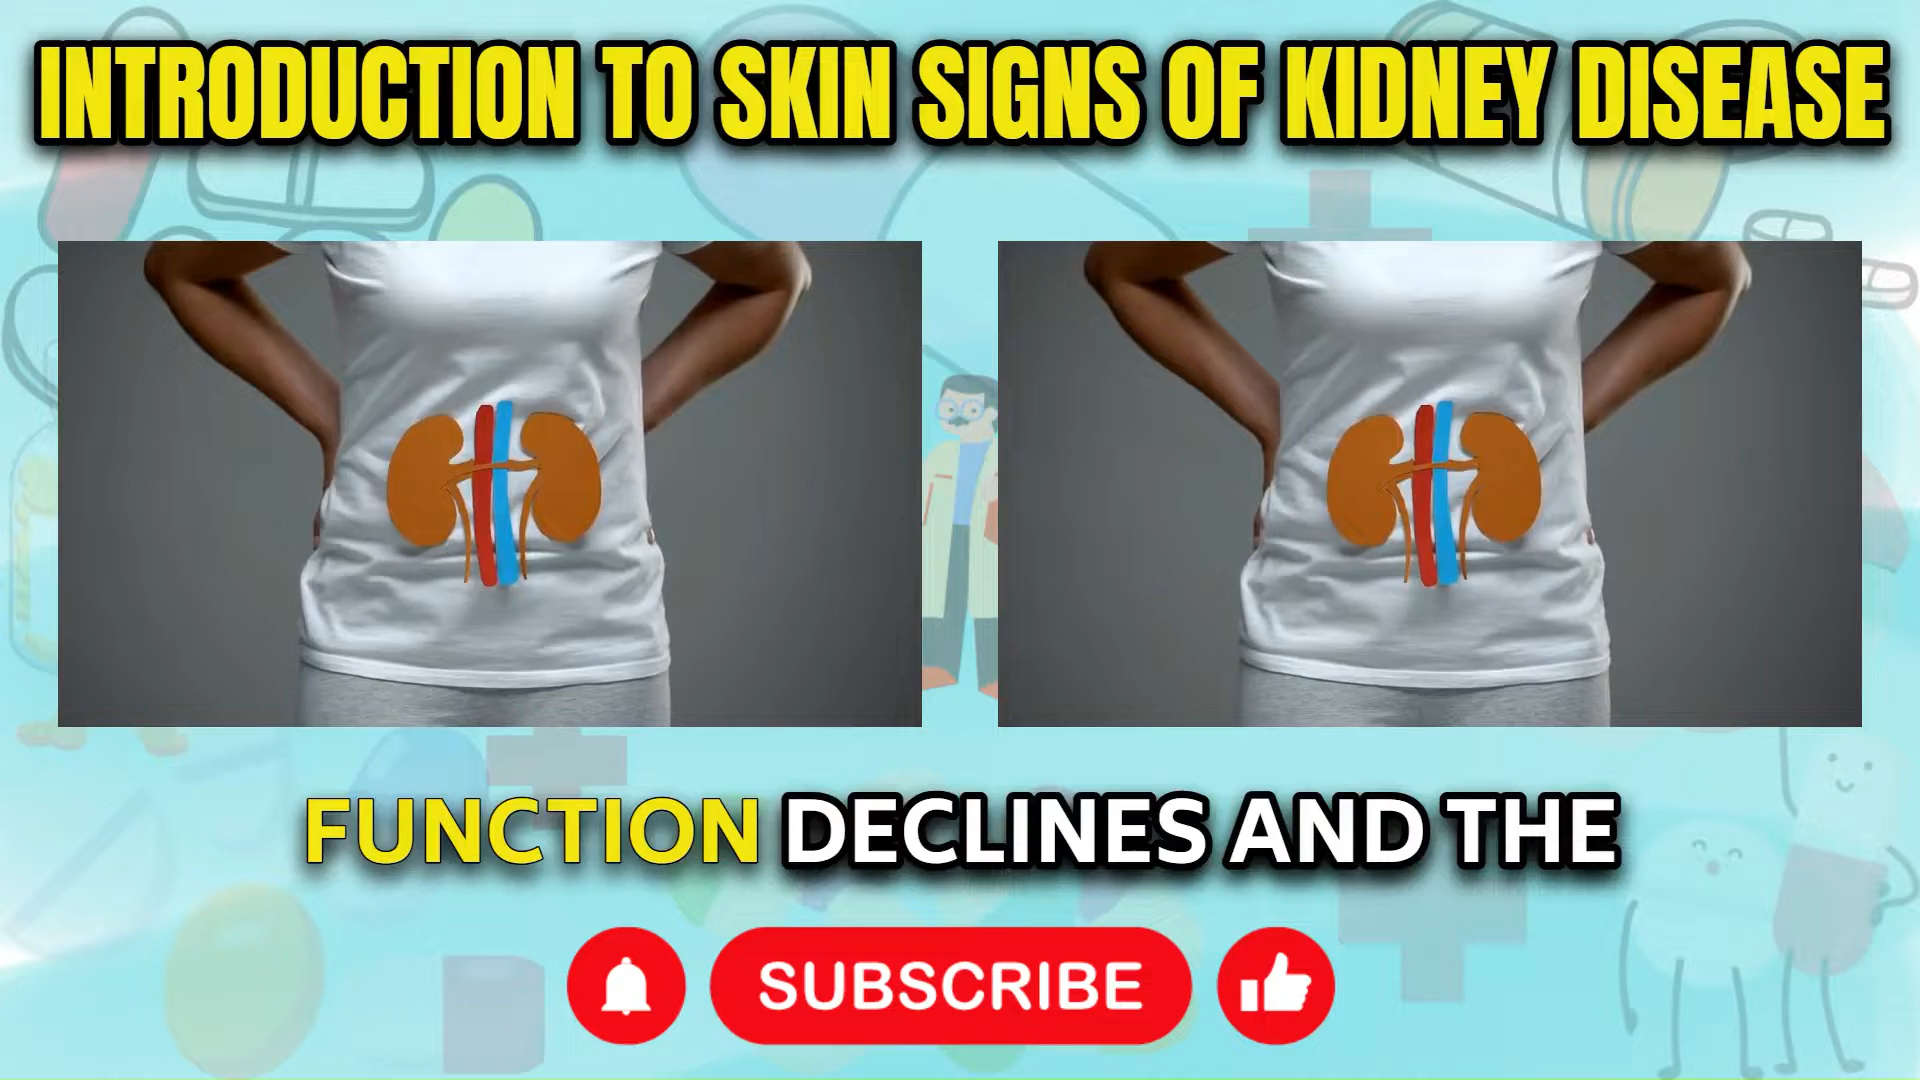 INTRODUCTION TO SKIN SIGNS OF KIDNEY DISEASE
FUNCTION DECLINES AND THE
SUBSCRIBE